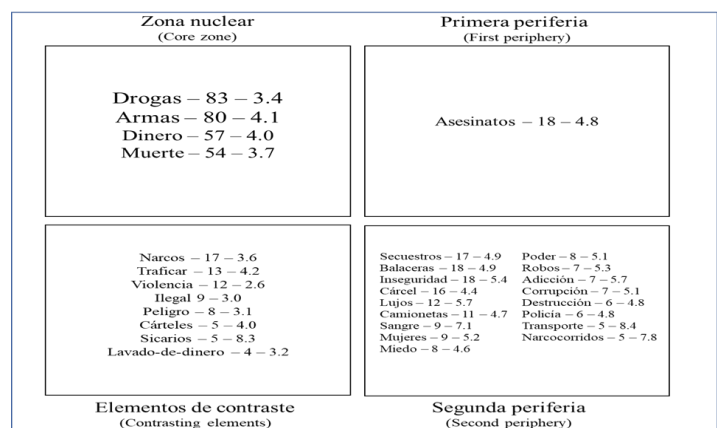 Zona nuclear
(Core zone)
Primera periferia
(First periphery)
Drogas – 83 – 3.4
Armas – 80 – 4.1
Dinero – 57 – 4.0
Muerte – 54 – 3.7
Asesinatos – 18 – 4.8
Narcos – 17 – 3.6
Traficar – 13 – 4.2
Violencia – 12 – 2.6
Ilegal 9 – 3.0
Peligro – 8 – 3.1
Cárteles – 5 – 4.0
Sicarios – 5 – 8.3
Lavado-de-dinero – 4 – 3.2
Secuestros – 17 – 4.9
Balaceras – 18 – 4.9
Inseguridad – 18 – 5.4
Cárcel – 16 – 4.4
Lujos – 12 – 5.7
Camionetas – 11 – 4.7
Sangre – 9 – 7.1
Mujeres – 9 – 5.2
Miedo – 8 – 4.6
Poder – 8 – 5.1
Robos – 7 – 5.3
Adicción – 7 – 5.7
Corrupción – 7 – 5.1
Destrucción – 6 – 4.8
Policía – 6 – 4.8
Transporte – 5 – 8.4
Narcocorridos – 5 – 7.8
Elementos de contraste
(Contrasting elements)
Segunda periferia
(Second periphery)